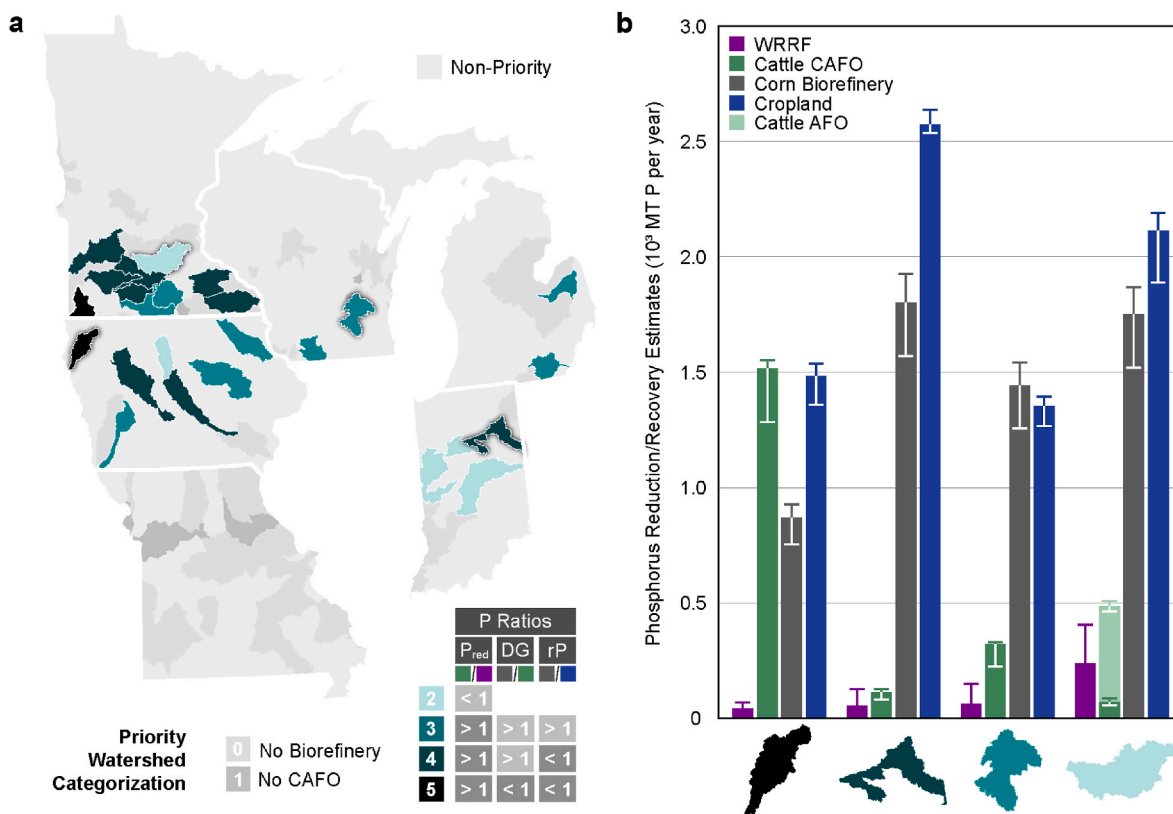 a
Non-Priority
P Ratios
P_red DG rP
2 < 1
3 > 1 > 1 > 1
4 > 1 > 1 < 1
5 > 1 < 1 < 1
Priority
Watershed
Categorization
0 No Biorefinery
1 No CAFO
b
WRRF
Cattle CAFO
Corn Biorefinery
Cropland
Cattle AFO
Phosphorus Reduction/Recovery Estimates (10³ MT P per year)
3.0
2.5
2.0
1.5
1.0
0.5
0